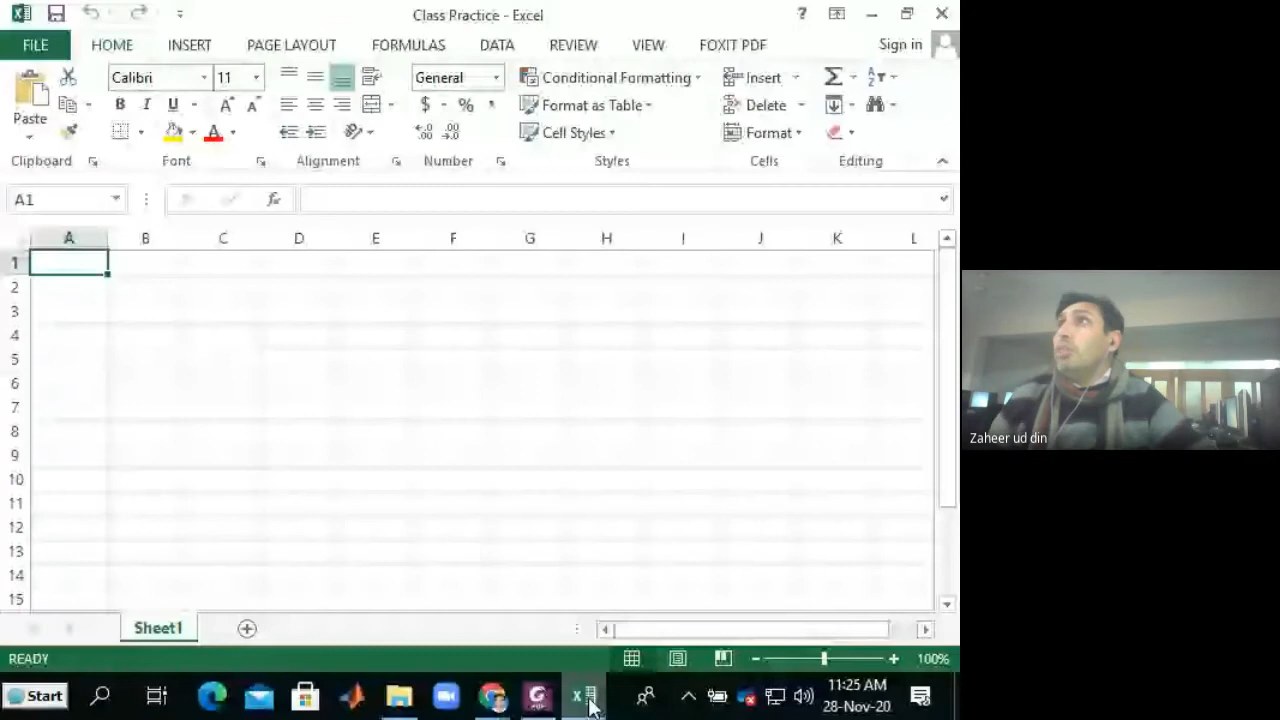 Class Practice - Excel
FILE HOME INSERT PAGE LAYOUT FORMULAS DATA REVIEW VIEW FOXIT PDF Sign in
Calibri 11 General Conditional Formatting Insert
Paste B I U A A $ % , Format as Table Delete
A Cell Styles Format
Clipboard Font Alignment Number Styles Cells Editing
A1 fx
A B C D E F G H I J K L
1
2
3
4
5
6
7
8
9
10
11
12
13
14
15
Zaheer ud din
Sheet1
READY 100%
Start 11:25 AM
28-Nov-20